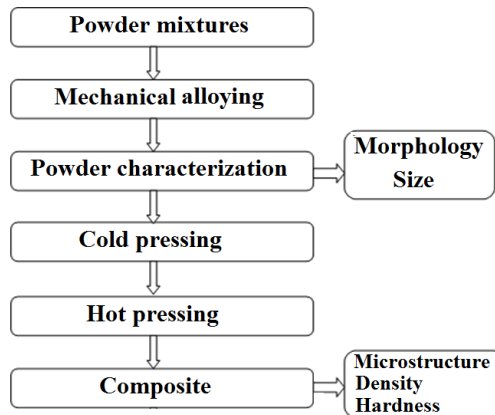 Powder mixtures
Mechanical alloying
Powder characterization
Morphology
Size
Cold pressing
Hot pressing
Composite
Microstructure
Density
Hardness